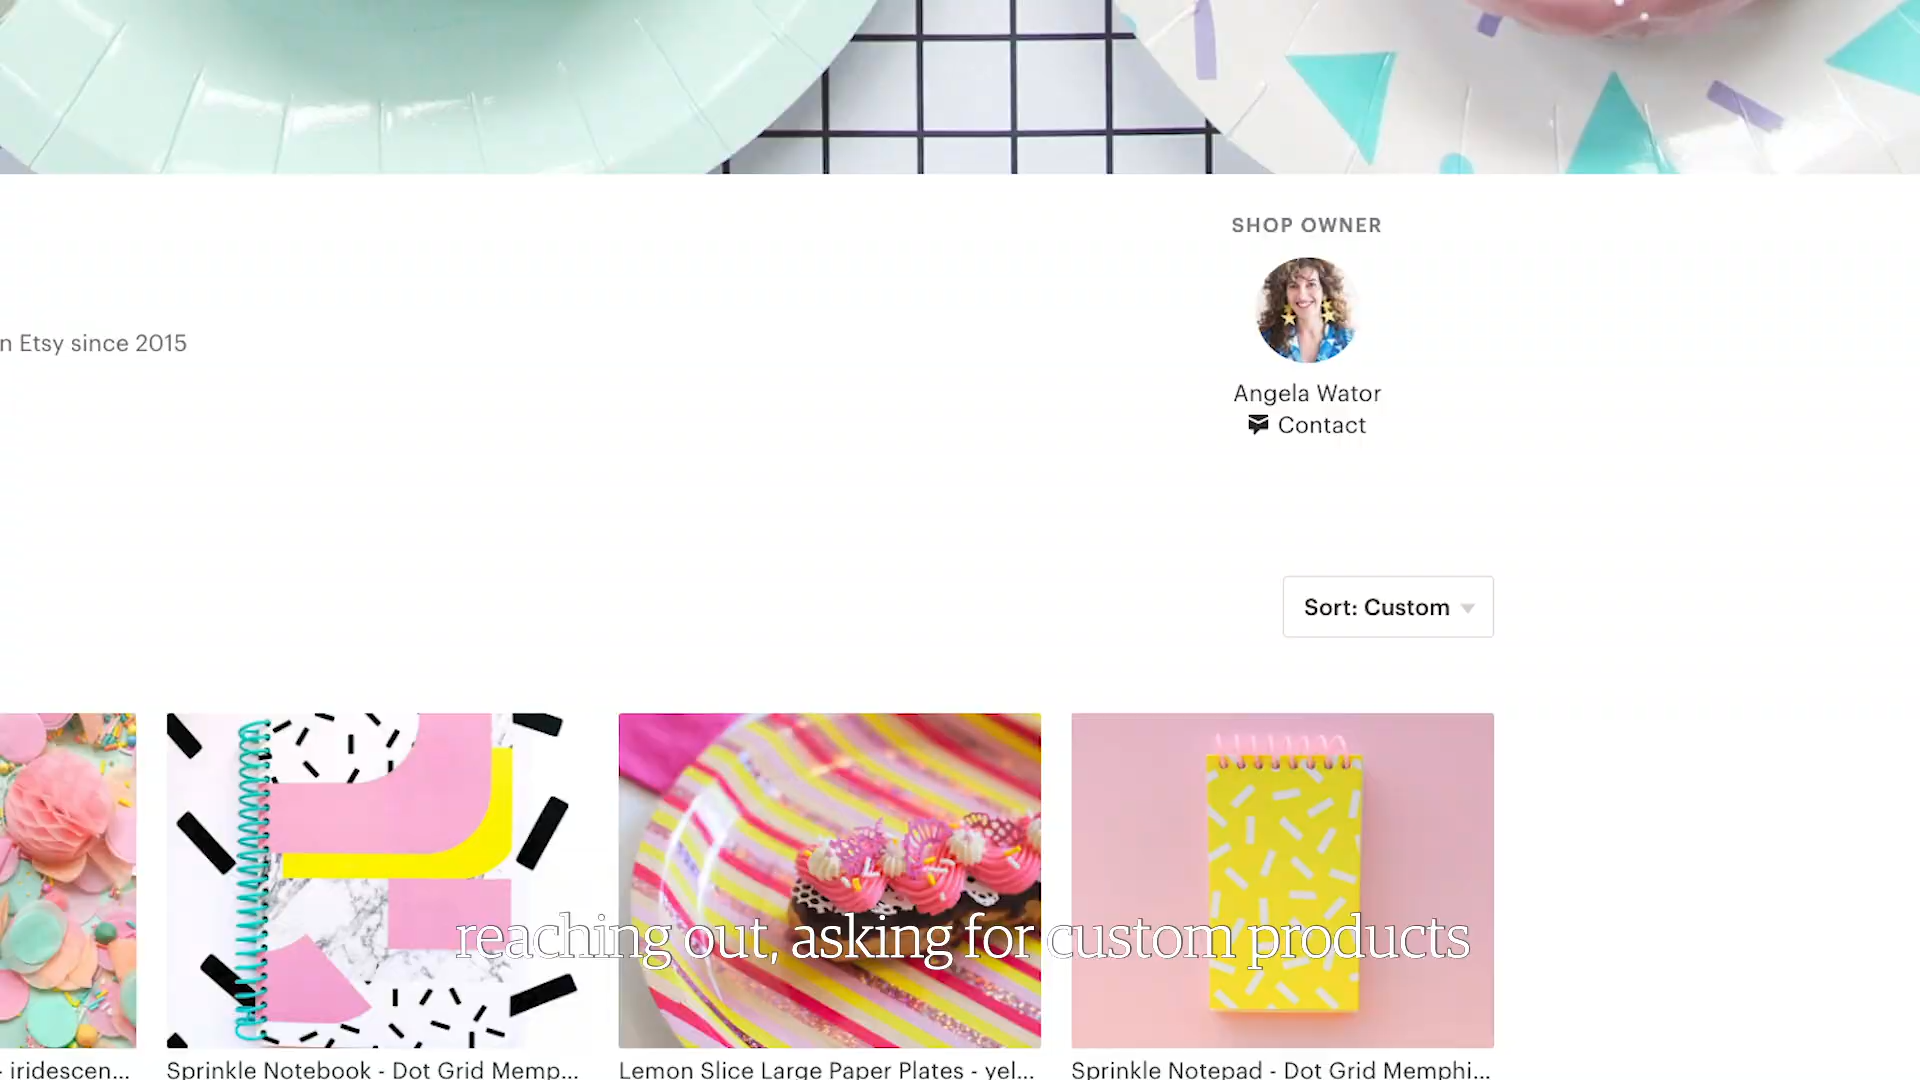 SHOP OWNER
n Etsy since 2015
Angela Wator
Contact
Sort: Custom
reaching out, asking for custom products
- iridescen...
Sprinkle Notebook - Dot Grid Memp...
Lemon Slice Large Paper Plates - yel...
Sprinkle Notepad - Dot Grid Memphi...